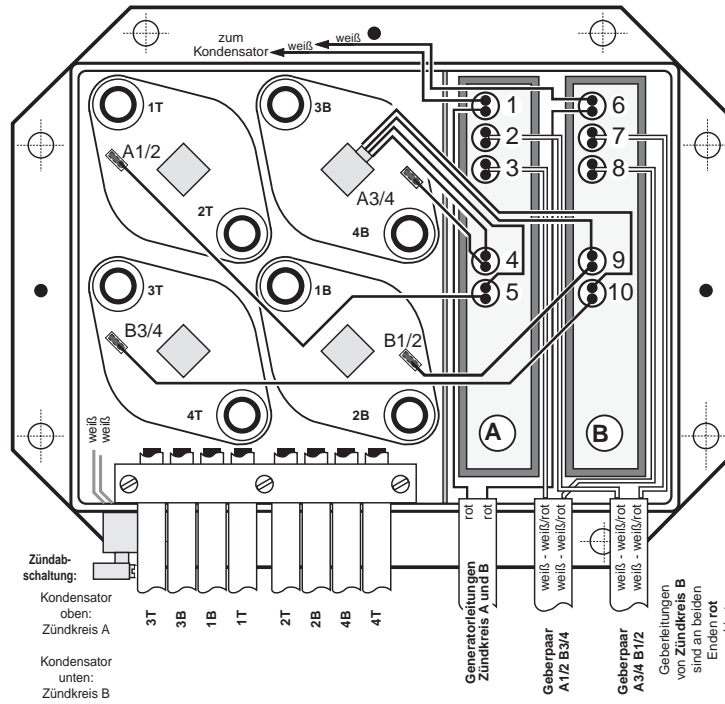 zum
Kondensator
weiß
weiß
1T
3B
A1/2
A3/4
2T
4B
3T
1B
B3/4
B1/2
4T
2B
1
2
3
4
5
6
7
8
9
10
A
B
weiß
weiß
rot
rot
weiß - weiß/rot
weiß - weiß/rot
weiß - weiß/rot
weiß - weiß/rot
Zündab-
schaltung:
Kondensator
oben:
Zündkreis A
Kondensator
unten:
Zündkreis B
3T
3B
1B
1T
2T
2B
4B
4T
Generatorleitungen
Zündkreis A und B
Geberpaar
A1/2 B3/4
Geberpaar
A3/4 B1/2
Geberleitungen
von Zündkreis B
sind an beiden
Enden rot